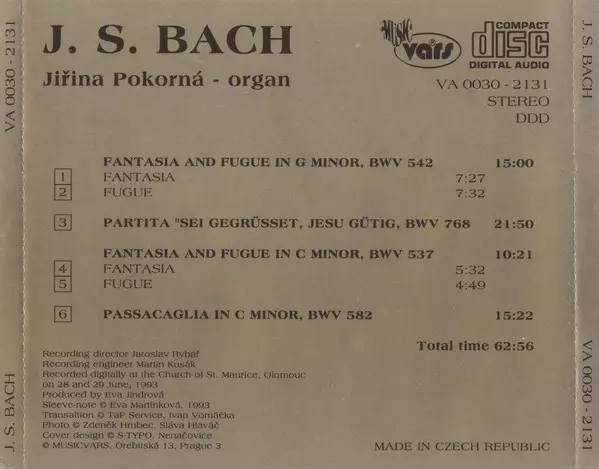 J. S. BACH
Jiřina Pokorná - organ
MUSIC vars
COMPACT disc DIGITAL AUDIO
VA 0030 - 2131
STEREO
DDD
FANTASIA AND FUGUE IN G MINOR, BWV 542 15:00
1 FANTASIA 7:27
2 FUGUE 7:32
3 PARTITA "SEI GEGRÜSSET, JESU GÜTIG, BWV 768 21:50
FANTASIA AND FUGUE IN C MINOR, BWV 537 10:21
4 FANTASIA 5:32
5 FUGUE 4:49
6 PASSACAGLIA IN C MINOR, BWV 582 15:22
Total time 62:56
Recording director Jaroslav Rybář
Recording engineer Martin Kusák
Recorded digitally at the Church of St. Maurice, Olomouc
on 28 and 29 June, 1993
Produced by Eva Jindrová
Sleeve-note © Eva Martínková, 1993
Transaltion © TaP Service, Ivan Vomáčka
Photo © Zdeněk Hrubec, Sláva Hlaváč
Cover design © S-TYPO, Nenačovice
© MUSICVARS, Orebitská 13, Prague 3
MADE IN CZECH REPUBLIC
J. S. BACH
VA 0030 - 2131
J. S. BACH
VA 0030 - 2131